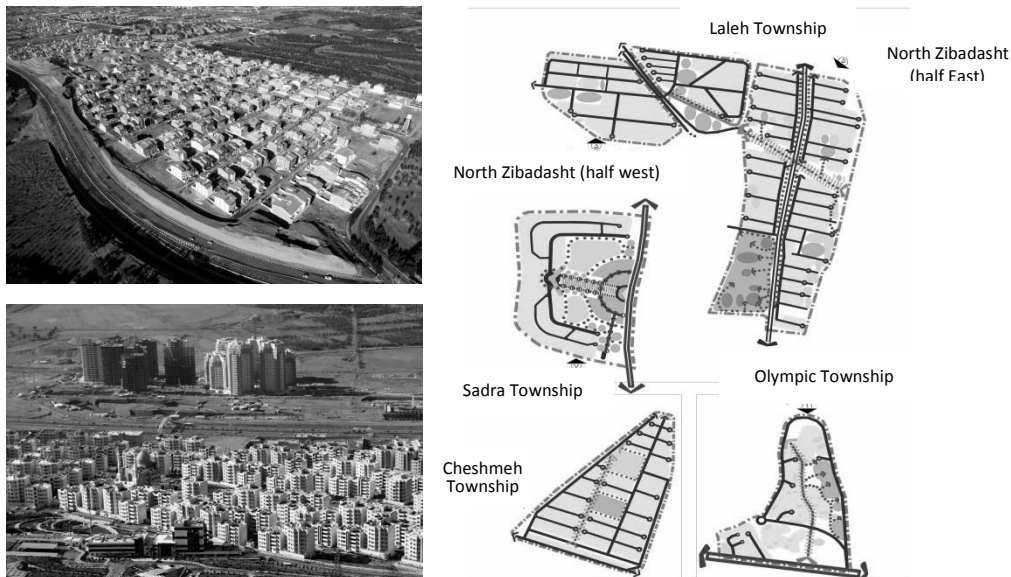 Laleh Township
North Zibadasht
(half East)
North Zibadasht (half west)
Sadra Township
Olympic Township
Cheshmeh
Township